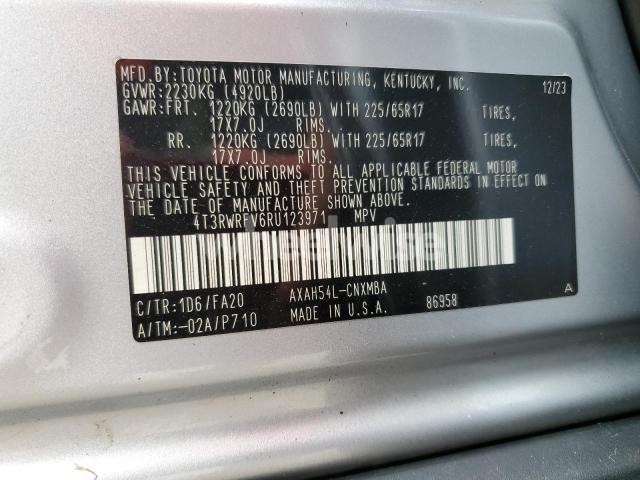 MFD.BY:TOYOTA MOTOR MANUFACTURING, KENTUCKY, INC. 12/23
GVWR:2230KG (4920LB)
GAWR:FRT. 1220KG (2690LB) WITH 225/65R17 TIRES,
17X7.0J RIMS.
RR. 1220KG (2690LB) WITH 225/65R17 TIRES,
17X7.0J RIMS.
THIS VEHICLE CONFORMS TO ALL APPLICABLE FEDERAL MOTOR
VEHICLE SAFETY AND THEFT PREVENTION STANDARDS IN EFFECT ON
THE DATE OF MANUFACTURE SHOWN ABOVE.
4T3RWRFV6RU123971 MPV
C/TR:1D6/FA20 AXAH54L-CNXMBA
A/TM:-02A/P710 MADE IN U.S.A. 86958 A